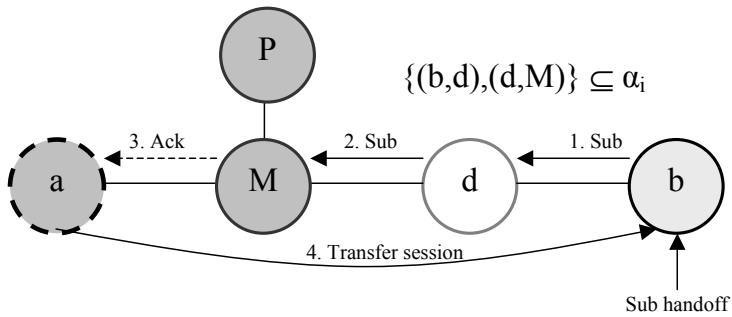 P
{(b,d),(d,M)} ⊆ αi
3. Ack
2. Sub
1. Sub
a
M
d
b
4. Transfer session
Sub handoff